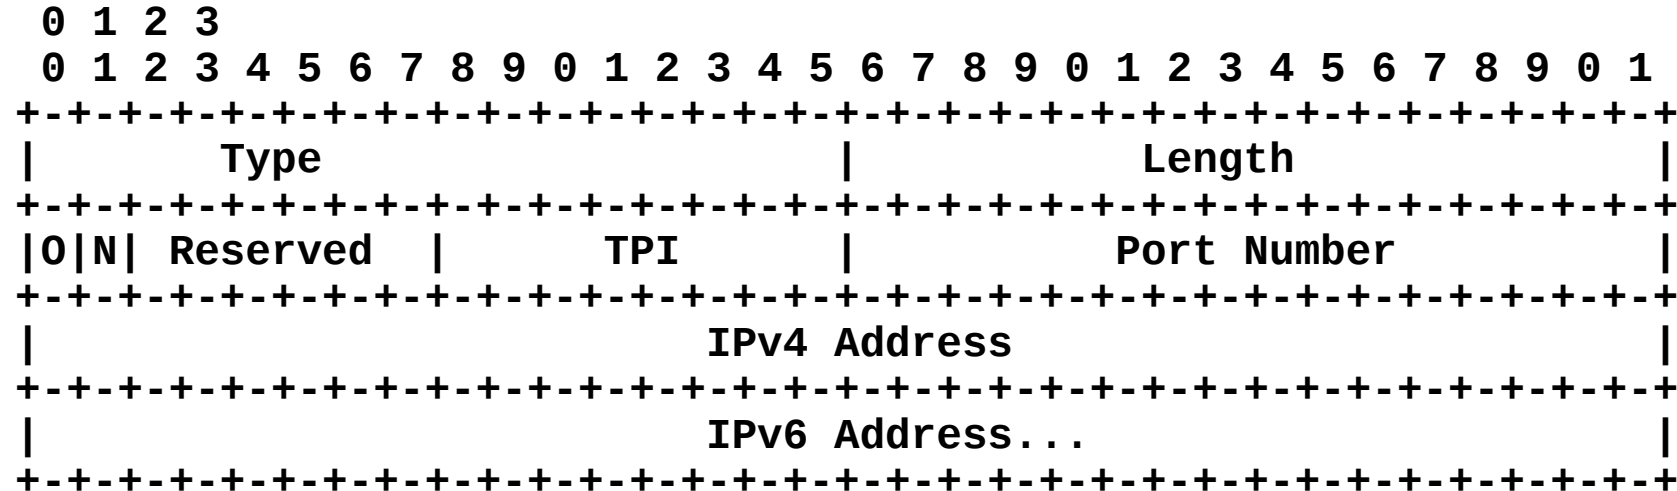 0 1 2 3
 0 1 2 3 4 5 6 7 8 9 0 1 2 3 4 5 6 7 8 9 0 1 2 3 4 5 6 7 8 9 0 1
+-+-+-+-+-+-+-+-+-+-+-+-+-+-+-+-+-+-+-+-+-+-+-+-+-+-+-+-+-+-+-+-+
|       Type                    |           Length              |
+-+-+-+-+-+-+-+-+-+-+-+-+-+-+-+-+-+-+-+-+-+-+-+-+-+-+-+-+-+-+-+-+
|O|N| Reserved  |      TPI      |          Port Number          |
+-+-+-+-+-+-+-+-+-+-+-+-+-+-+-+-+-+-+-+-+-+-+-+-+-+-+-+-+-+-+-+-+
|                          IPv4 Address                         |
+-+-+-+-+-+-+-+-+-+-+-+-+-+-+-+-+-+-+-+-+-+-+-+-+-+-+-+-+-+-+-+-+
|                          IPv6 Address...                      |
+-+-+-+-+-+-+-+-+-+-+-+-+-+-+-+-+-+-+-+-+-+-+-+-+-+-+-+-+-+-+-+-+